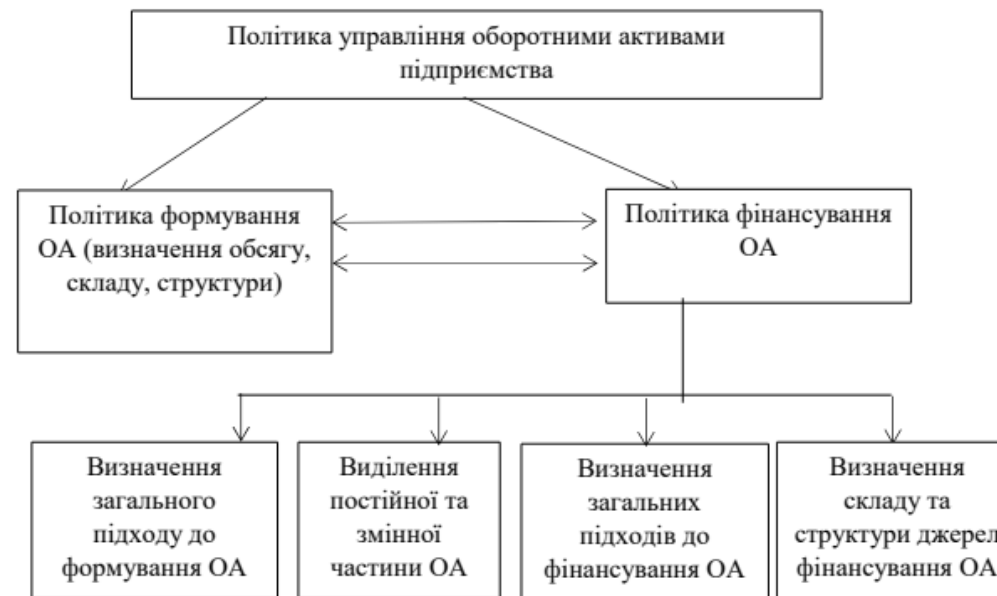 Політика управління оборотними активами
підприємства
Політика формування
ОА (визначення обсягу,
складу, структури)
Політика фінансування
ОА
Визначення
загального
підходу до
формування ОА
Виділення
постійної та
змінної
частини ОА
Визначення
загальних
підходів до
фінансування ОА
Визначення
складу та
структури джерел
фінансування ОА